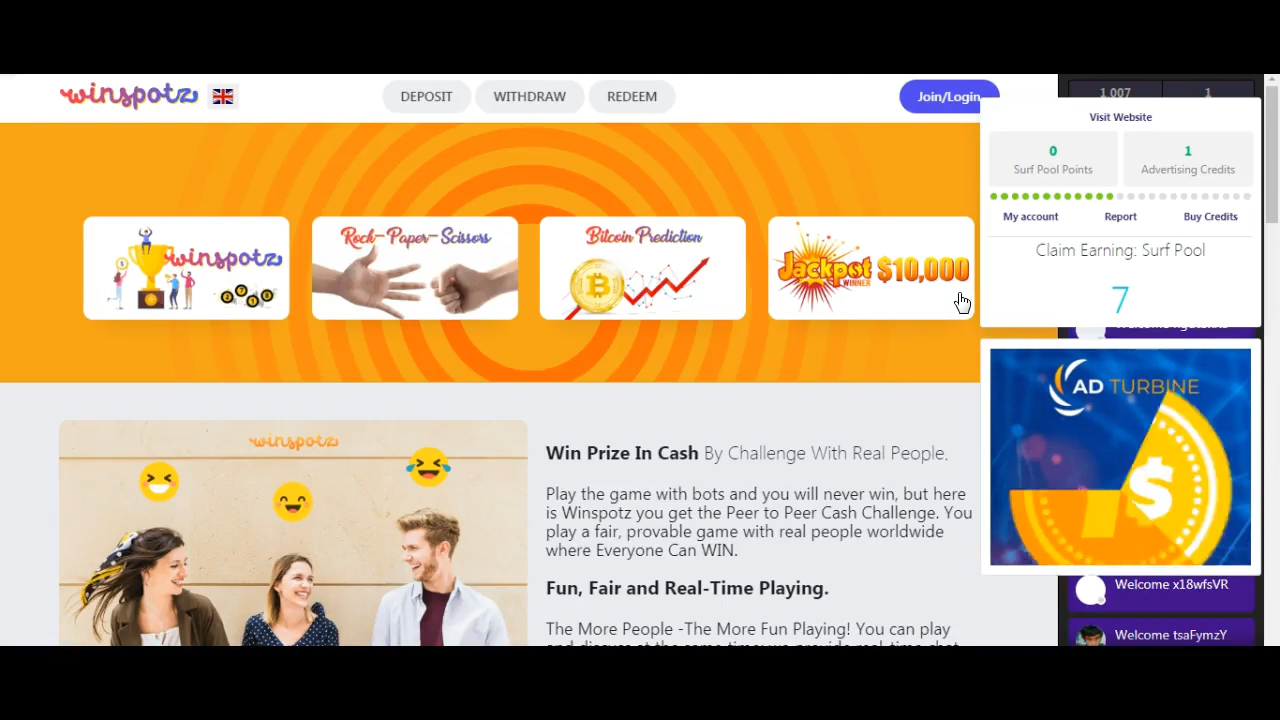 winspotz
DEPOSIT
WITHDRAW
REDEEM
Join/Login
1 007
1
Visit Website
0
Surf Pool Points
1
Advertising Credits
My account
Report
Buy Credits
Claim Earning: Surf Pool
7
winspotz
2 7 1 8
Rock-Paper-Scissors
Bitcoin Prediction
Jackpot $10,000
WINNER
AD TURBINE
$
winspotz
Win Prize In Cash By Challenge With Real People.
Play the game with bots and you will never win, but here
is Winspotz you get the Peer to Peer Cash Challenge. You
play a fair, provable game with real people worldwide
where Everyone Can WIN.
Fun, Fair and Real-Time Playing.
The More People -The More Fun Playing! You can play
Welcome x18wfsVR
Welcome tsaFymzY